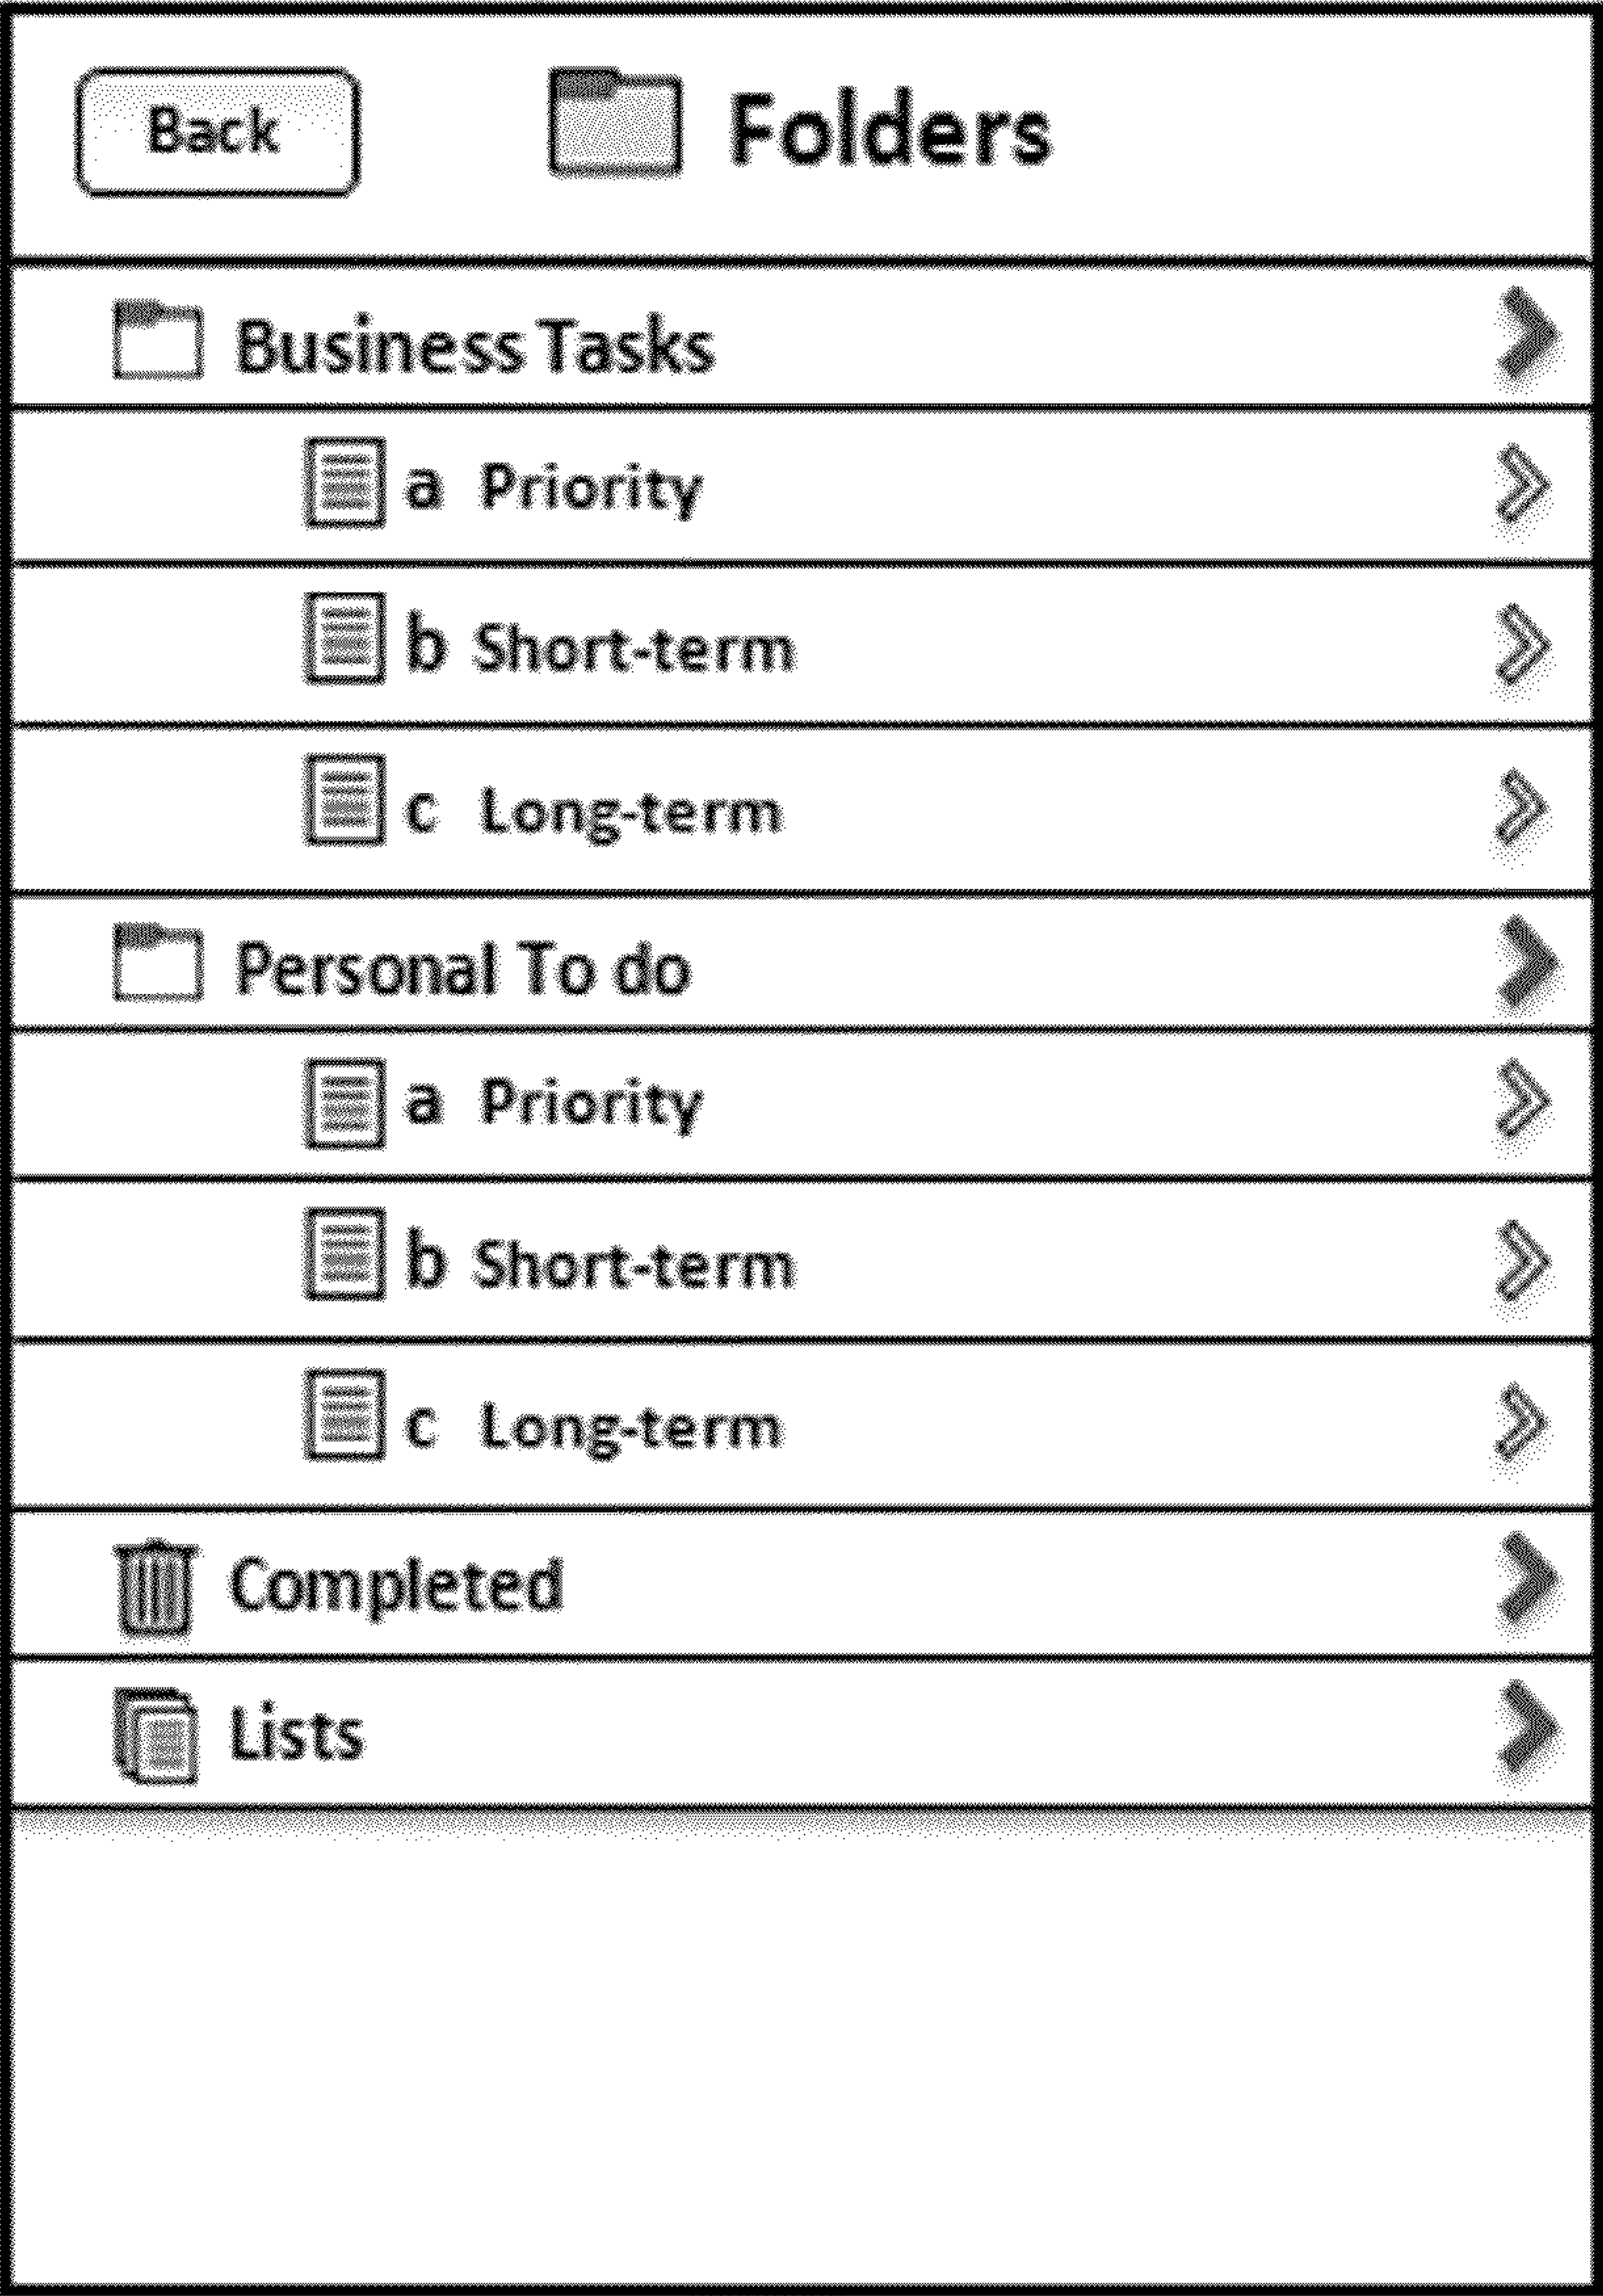 Back Folders
Business Tasks
a Priority
b Short-term
c Long-term
Personal To do
a Priority
b Short-term
c Long-term
Completed
Lists